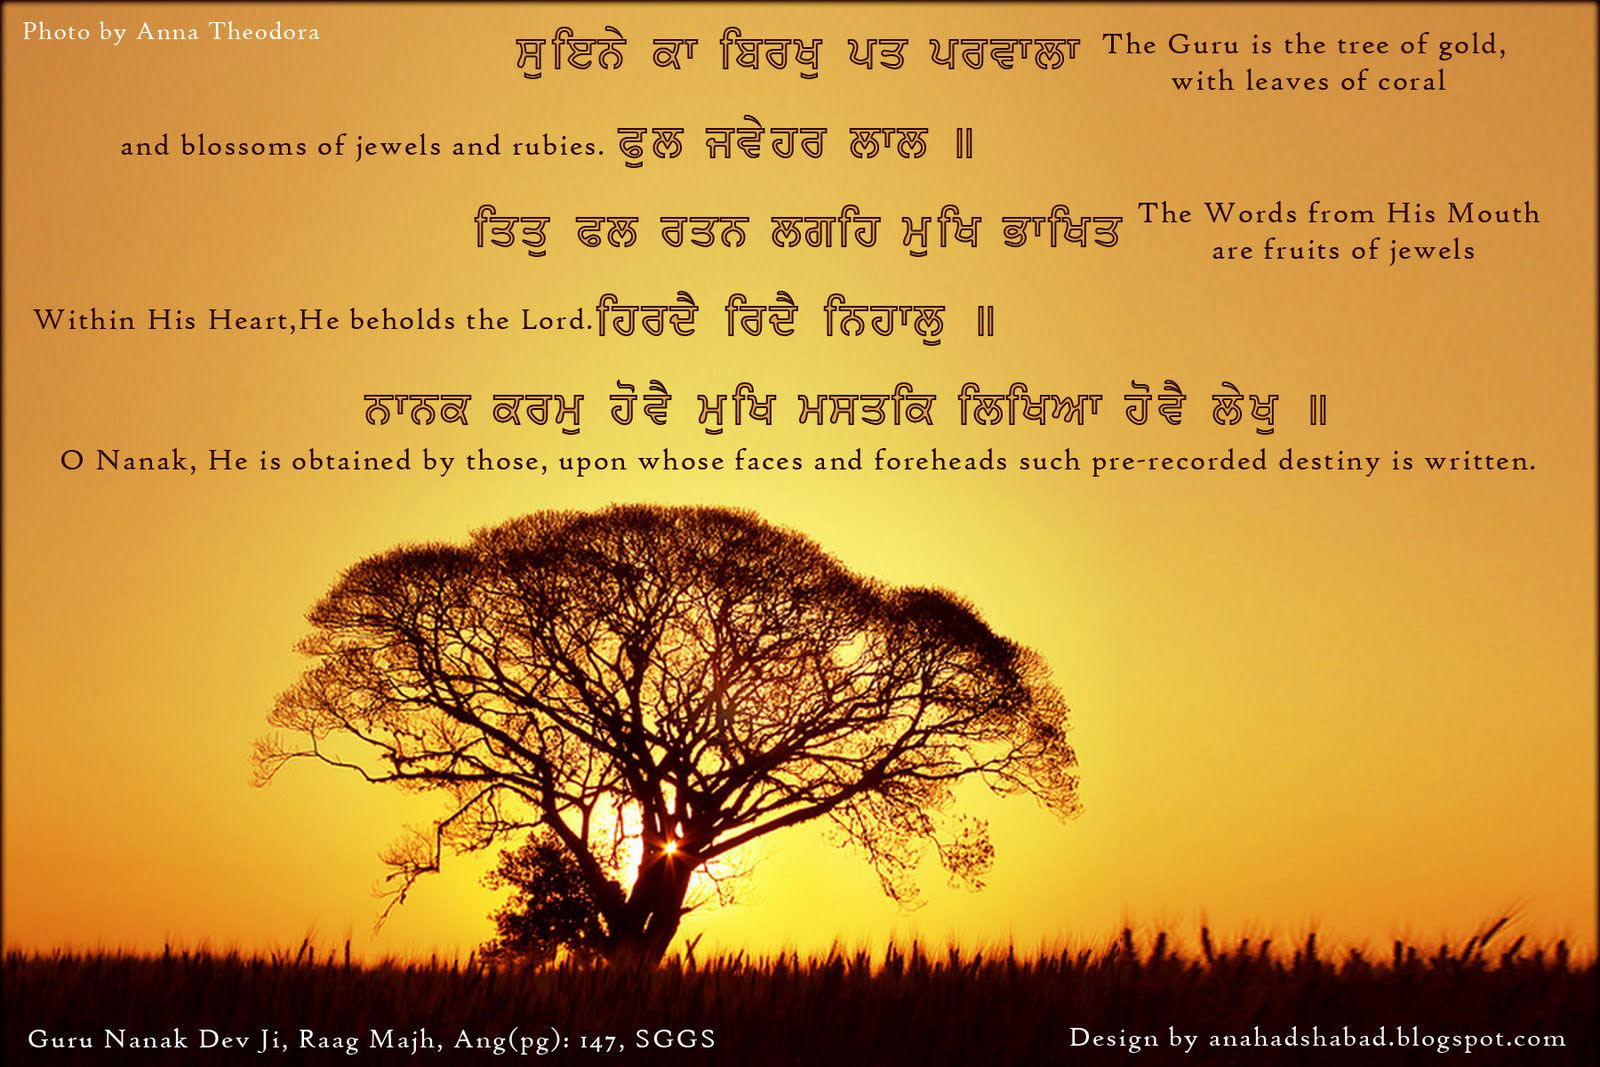 Photo by Anna Theodora
ਸੁਇਨੇ ਕਾ ਬਿਰਖੁ ਪਤ ਪਰਵਾਲਾ The Guru is the tree of gold,
with leaves of coral
and blossoms of jewels and rubies. ਫੁਲ ਜਵੇਹਰ ਲਾਲ ॥
ਤਿਤੁ ਫਲ ਰਤਨ ਲਗਹਿ ਮੁਖਿ ਭਾਖਿਤ The Words from His Mouth
are fruits of jewels
Within His Heart,He beholds the Lord. ਹਿਰਦੈ ਰਿਦੈ ਨਿਹਾਲੁ ॥
ਨਾਨਕ ਕਰਮੁ ਹੋਵੈ ਮੁਖਿ ਮਸਤਕਿ ਲਿਖਿਆ ਹੋਵੈ ਲੇਖੁ ॥
O Nanak, He is obtained by those, upon whose faces and foreheads such pre-recorded destiny is written.
Guru Nanak Dev Ji, Raag Majh, Ang(pg): 147, SGGS
Design by anahadshabad.blogspot.com